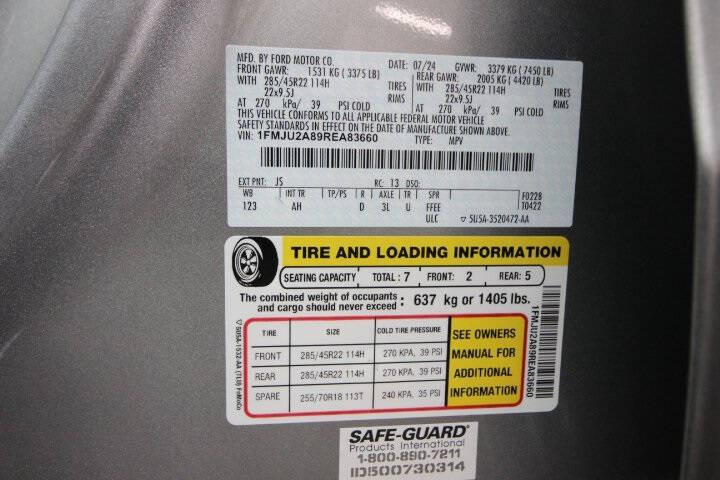 MFD. BY FORD MOTOR CO. DATE: 07/24 GVWR: 3379 KG ( 7450 LB)
FRONT GAWR: 1531 KG ( 3375 LB) REAR GAWR: 2005 KG ( 4420 LB)
WITH 285/45R22 114H TIRES WITH 285/45R22 114H TIRES
22x9.5J RIMS 22x9.5J RIMS
AT 270 kPa/ 39 PSI COLD AT 270 kPa/ 39 PSI COLD
THIS VEHICLE CONFORMS TO ALL APPLICABLE FEDERAL MOTOR VEHICLE
SAFETY STANDARDS IN EFFECT ON THE DATE OF MANUFACTURE SHOWN ABOVE.
VIN: 1FMJU2A89REA83660 TYPE: MPV
EXT PNT: JS RC: 13 DSO:
WB INT TR TP/PS R AXLE TR SPR F0228
123 AH D 3L U FFEE T0422
ULC 5U5A-3520472-AA
TIRE AND LOADING INFORMATION
SEATING CAPACITY TOTAL : 7 FRONT: 2 REAR: 5
The combined weight of occupants
and cargo should never exceed : 637 kg or 1405 lbs.
TIRE SIZE COLD TIRE PRESSURE
FRONT 285/45R22 114H 270 KPA, 39 PSI
REAR 285/45R22 114H 270 KPA, 39 PSI
SPARE 255/70R18 113T 240 KPA, 35 PSI
SEE OWNERS
MANUAL FOR
ADDITIONAL
INFORMATION
5U5A-1532-AA (TLU) FoMoCo
1FMJU2A89REA83660
SAFE-GUARD®
Products International
1-800-890-7211
ID500730314